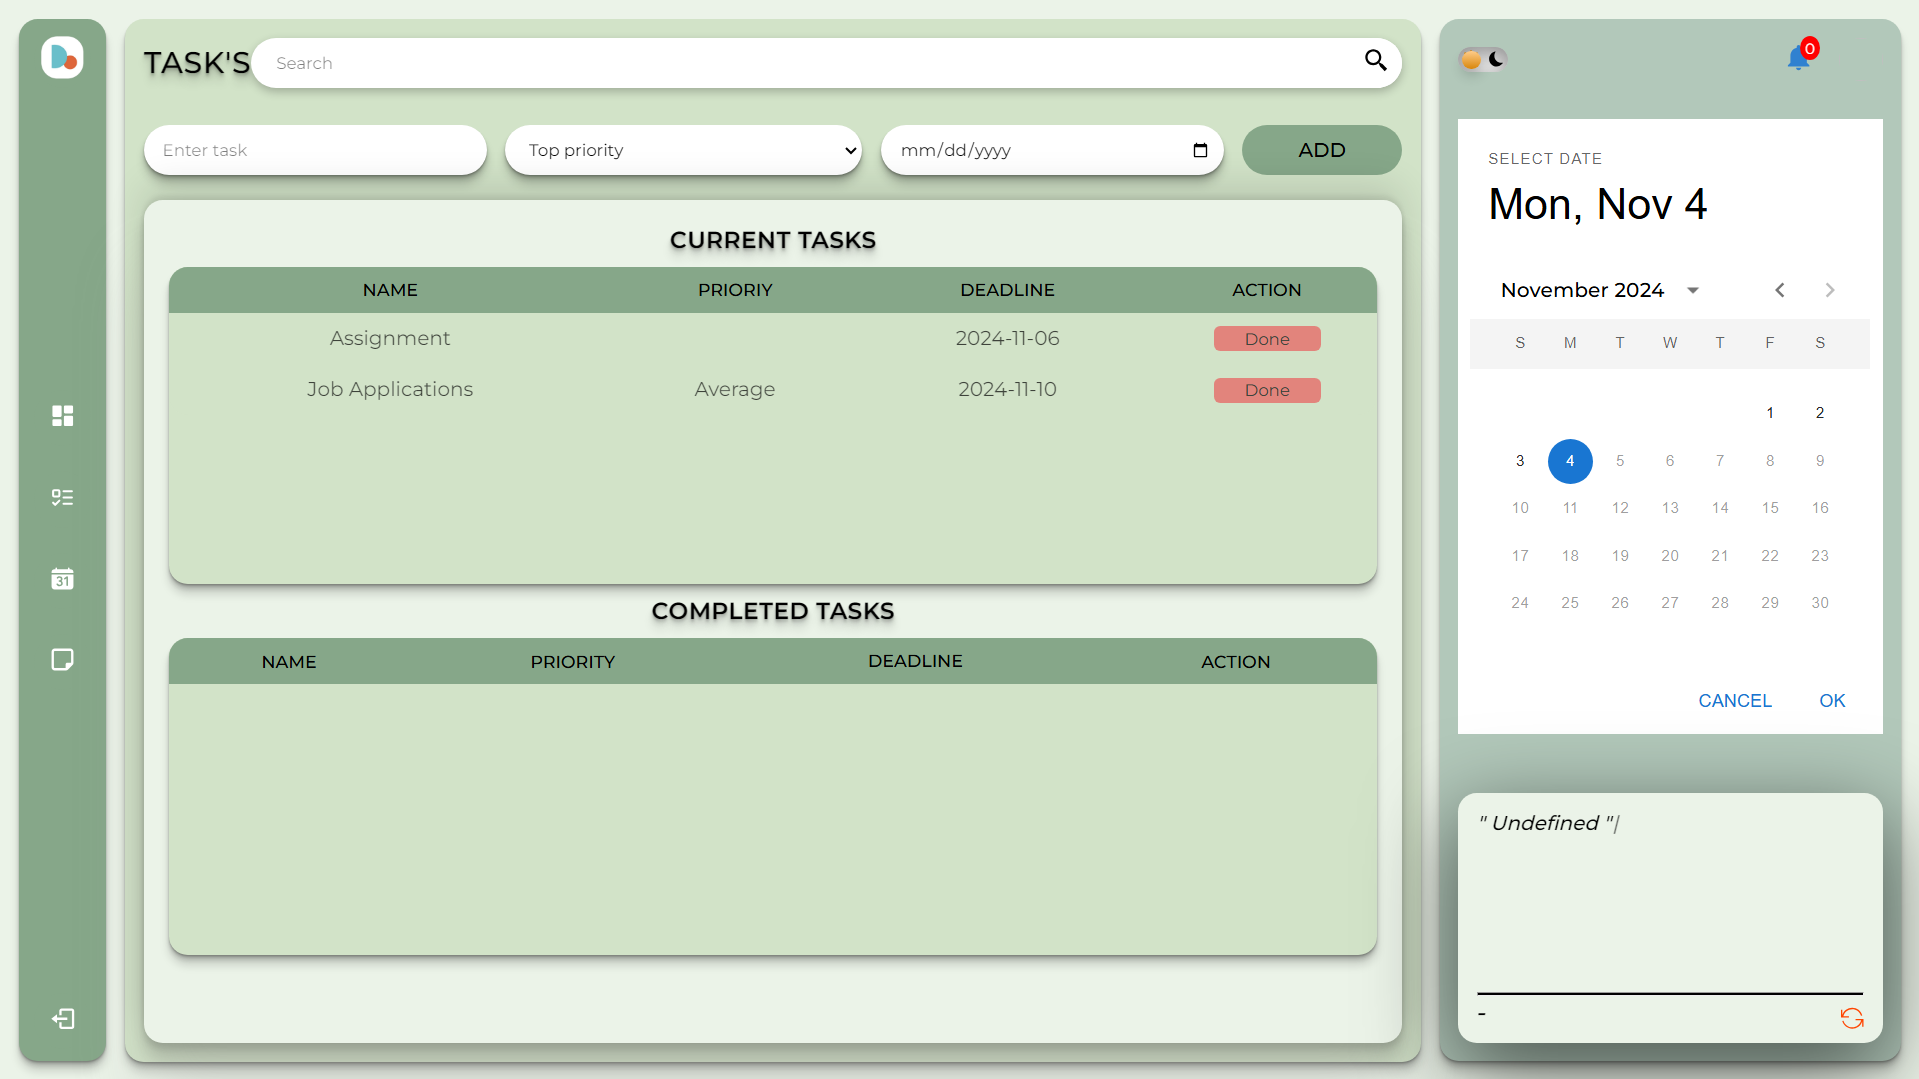 TASK'S
Search
Enter task
Top priority
mm/dd/yyyy
ADD
CURRENT TASKS
NAME PRIORIY DEADLINE ACTION
Assignment 2024-11-06 Done
Job Applications Average 2024-11-10 Done
COMPLETED TASKS
NAME PRIORITY DEADLINE ACTION
31
0
SELECT DATE
Mon, Nov 4
November 2024
S M T W T F S
1 2
3 4 5 6 7 8 9
10 11 12 13 14 15 16
17 18 19 20 21 22 23
24 25 26 27 28 29 30
CANCEL OK
" Undefined "|
-